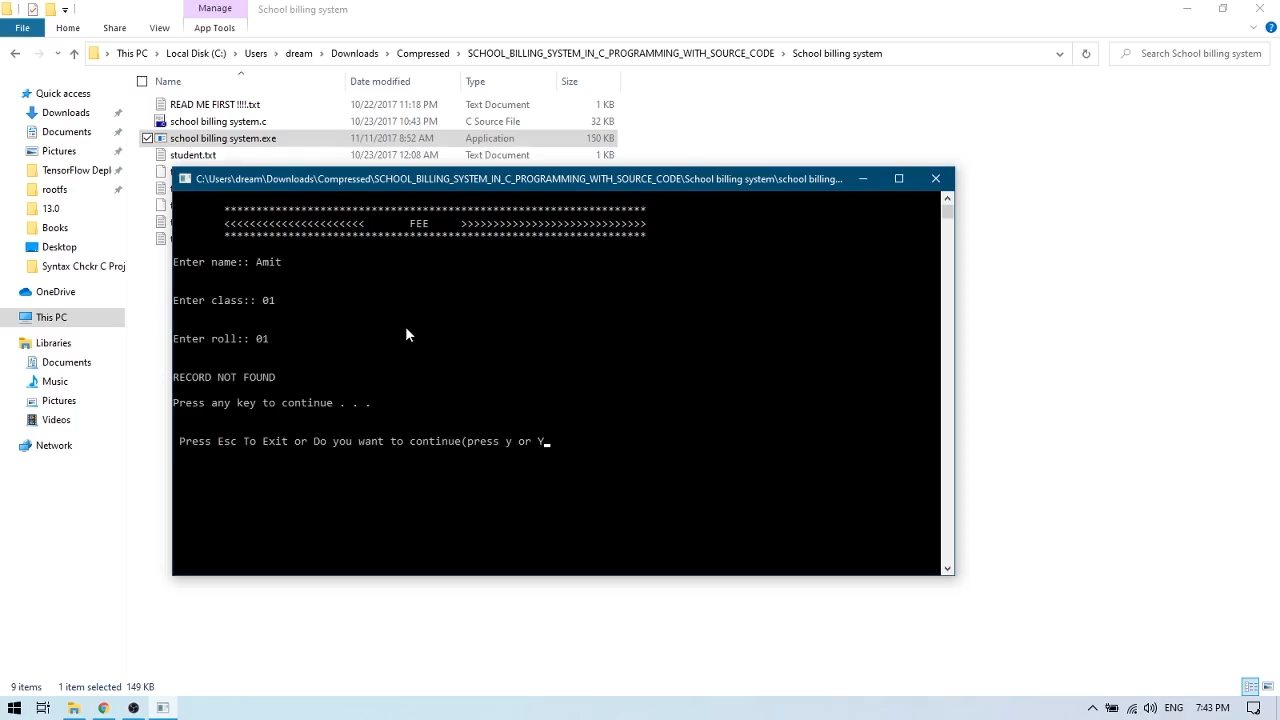 Manage
School billing system
File
Home
Share
View
App Tools
This PC
Local Disk (C:)
Users
dream
Downloads
Compressed
SCHOOL_BILLING_SYSTEM_IN_C_PROGRAMMING_WITH_SOURCE_CODE
School billing system
Search School billing system
Name
Date modified
Type
Size
Quick access
Downloads
Documents
Pictures
TensorFlow Depl
rootfs
13.0
Books
Desktop
Syntax Chckr C Proj
OneDrive
This PC
Libraries
Documents
Music
Pictures
Videos
Network
READ ME FIRST !!!!.txt 10/22/2017 11:18 PM Text Document 1 KB
school billing system.c 10/23/2017 10:43 PM C Source File 32 KB
school billing system.exe 11/11/2017 8:52 AM Application 150 KB
student.txt 10/23/2017 12:08 AM Text Document 1 KB
C:\Users\dream\Downloads\Compressed\SCHOOL_BILLING_SYSTEM_IN_C_PROGRAMMING_WITH_SOURCE_CODE\School billing system\school billing...
******************************************************************
<<<<<<<<<<<<<<<<<<<<<< FEE >>>>>>>>>>>>>>>>>>>>>>>>>>>>>
******************************************************************
Enter name:: Amit
Enter class:: 01
Enter roll:: 01
RECORD NOT FOUND
Press any key to continue . . .
Press Esc To Exit or Do you want to continue(press y or Y
9 items
1 item selected 149 KB
ENG
7:43 PM